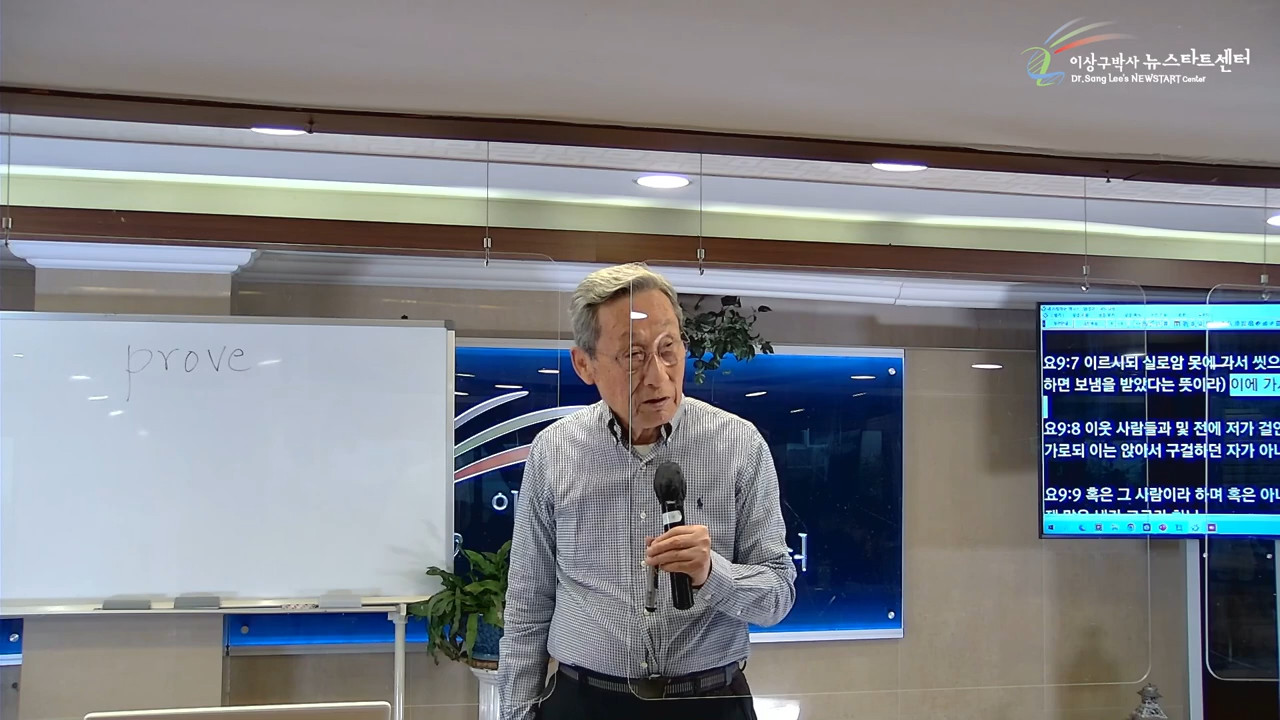 이상구박사 뉴스타트센터
Dr. Sang Lee's NEWSTART Center
prove
요9:7 이르시되 실로암 못에 가서 씻으
하면 보냄을 받았다는 뜻이라) 이에 가서
요9:8 이웃 사람들과 및 전에 저가 걸인
가로되 이는 앉아서 구걸하던 자가 아니
요9:9 혹은 그 사람이라 하며 혹은 아니